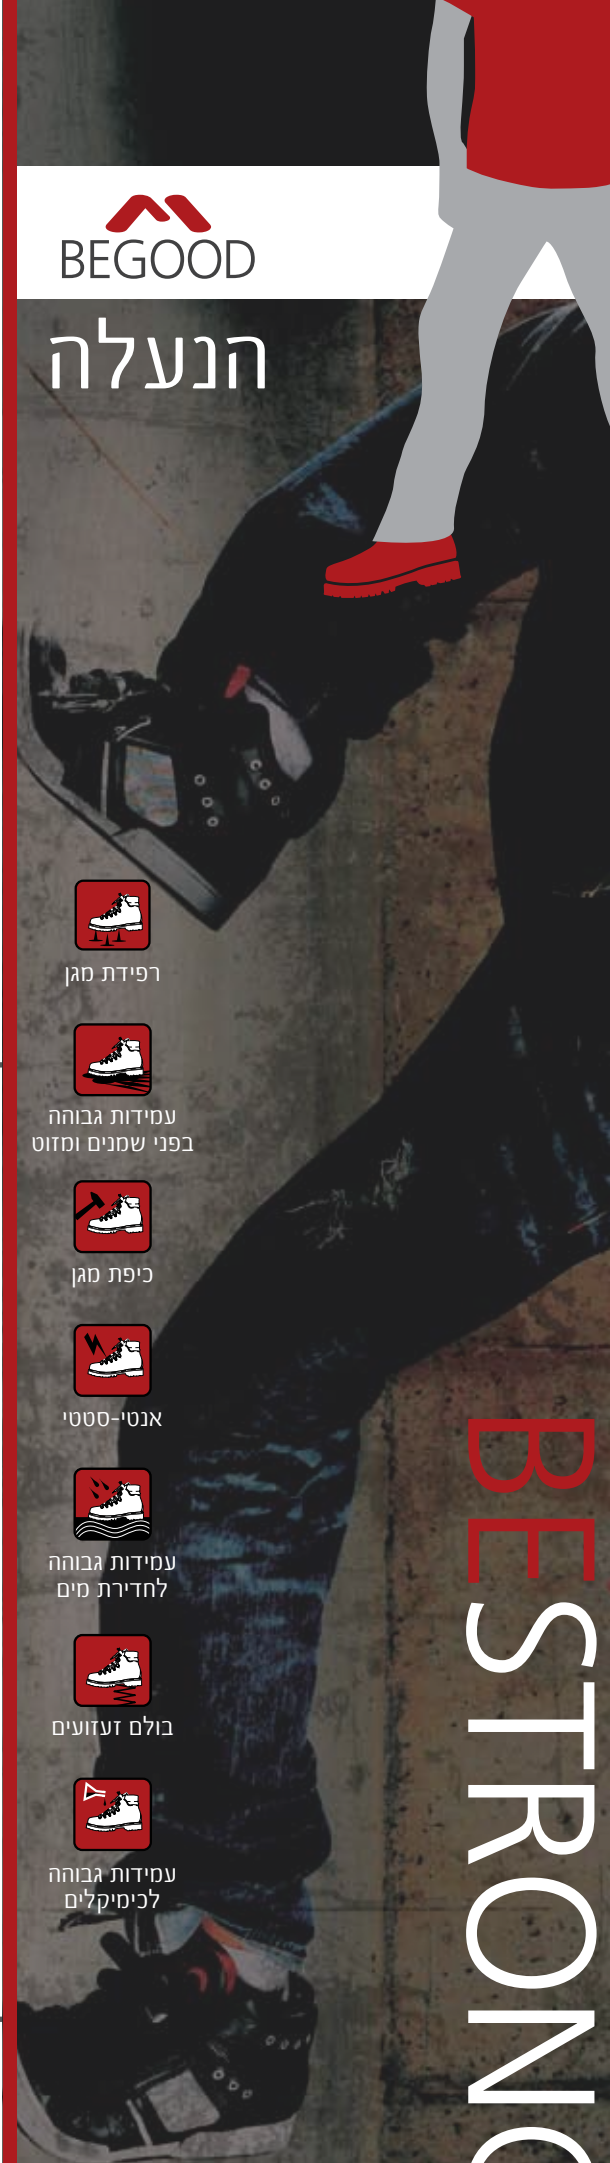 BEGOOD
הנעלה
רפידת מגן
עמידות גבוהה
בפני שמנים ומזוט
כיפת מגן
אנטי-סטטי
עמידות גבוהה
לחדירת מים
בולם זעזועים
עמידות גבוהה
לכימיקלים
BESTRONG